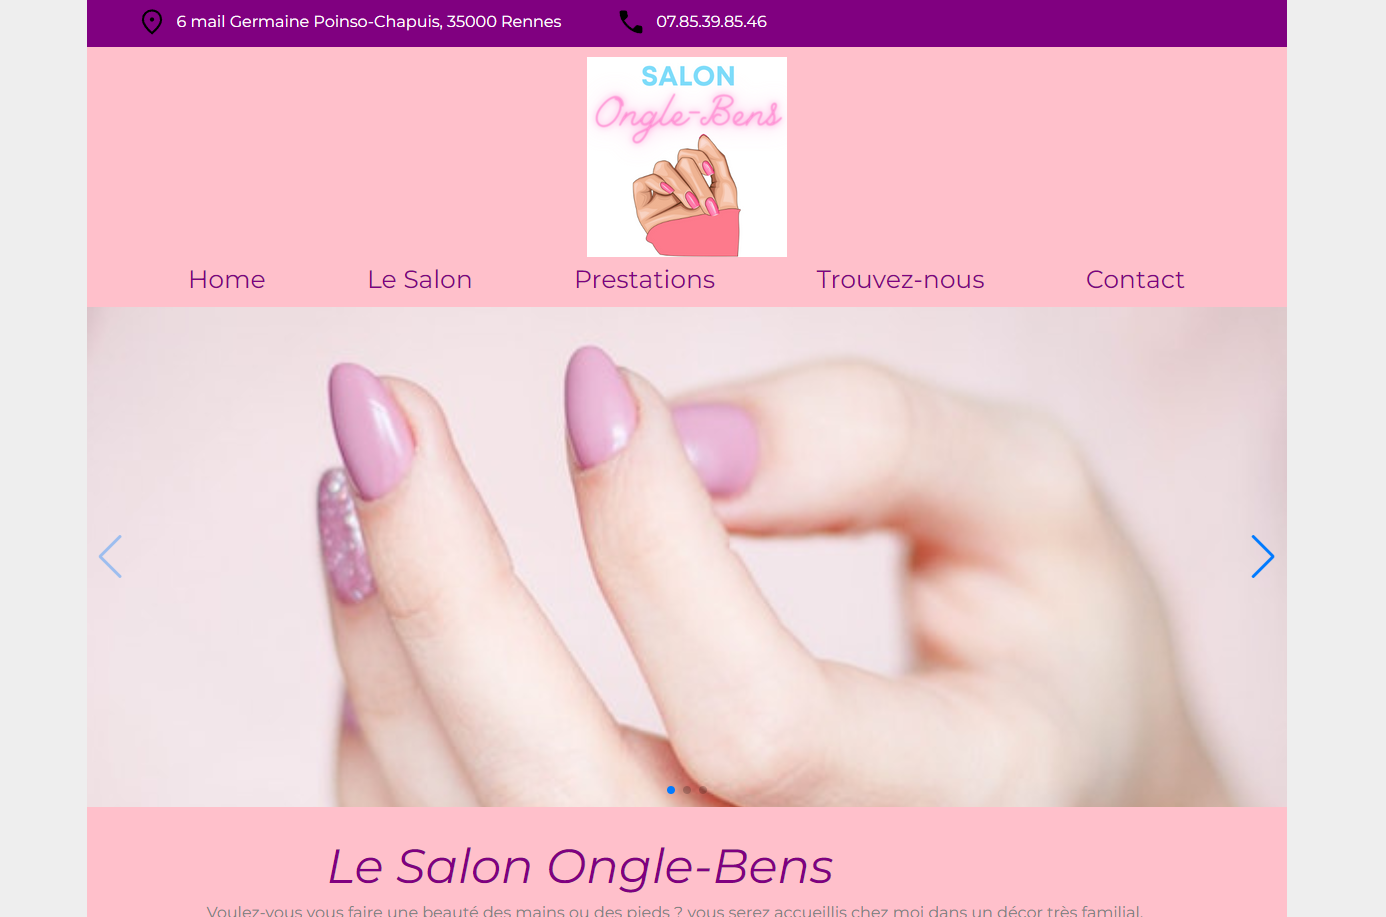 6 mail Germaine Poinso-Chapuis, 35000 Rennes
07.85.39.85.46
SALON
Ongle-Bens
Home
Le Salon
Prestations
Trouvez-nous
Contact
Le Salon Ongle-Bens
Voulez-vous vous faire une beauté des mains ou des pieds ? vous serez accueillis chez moi dans un décor très familial.